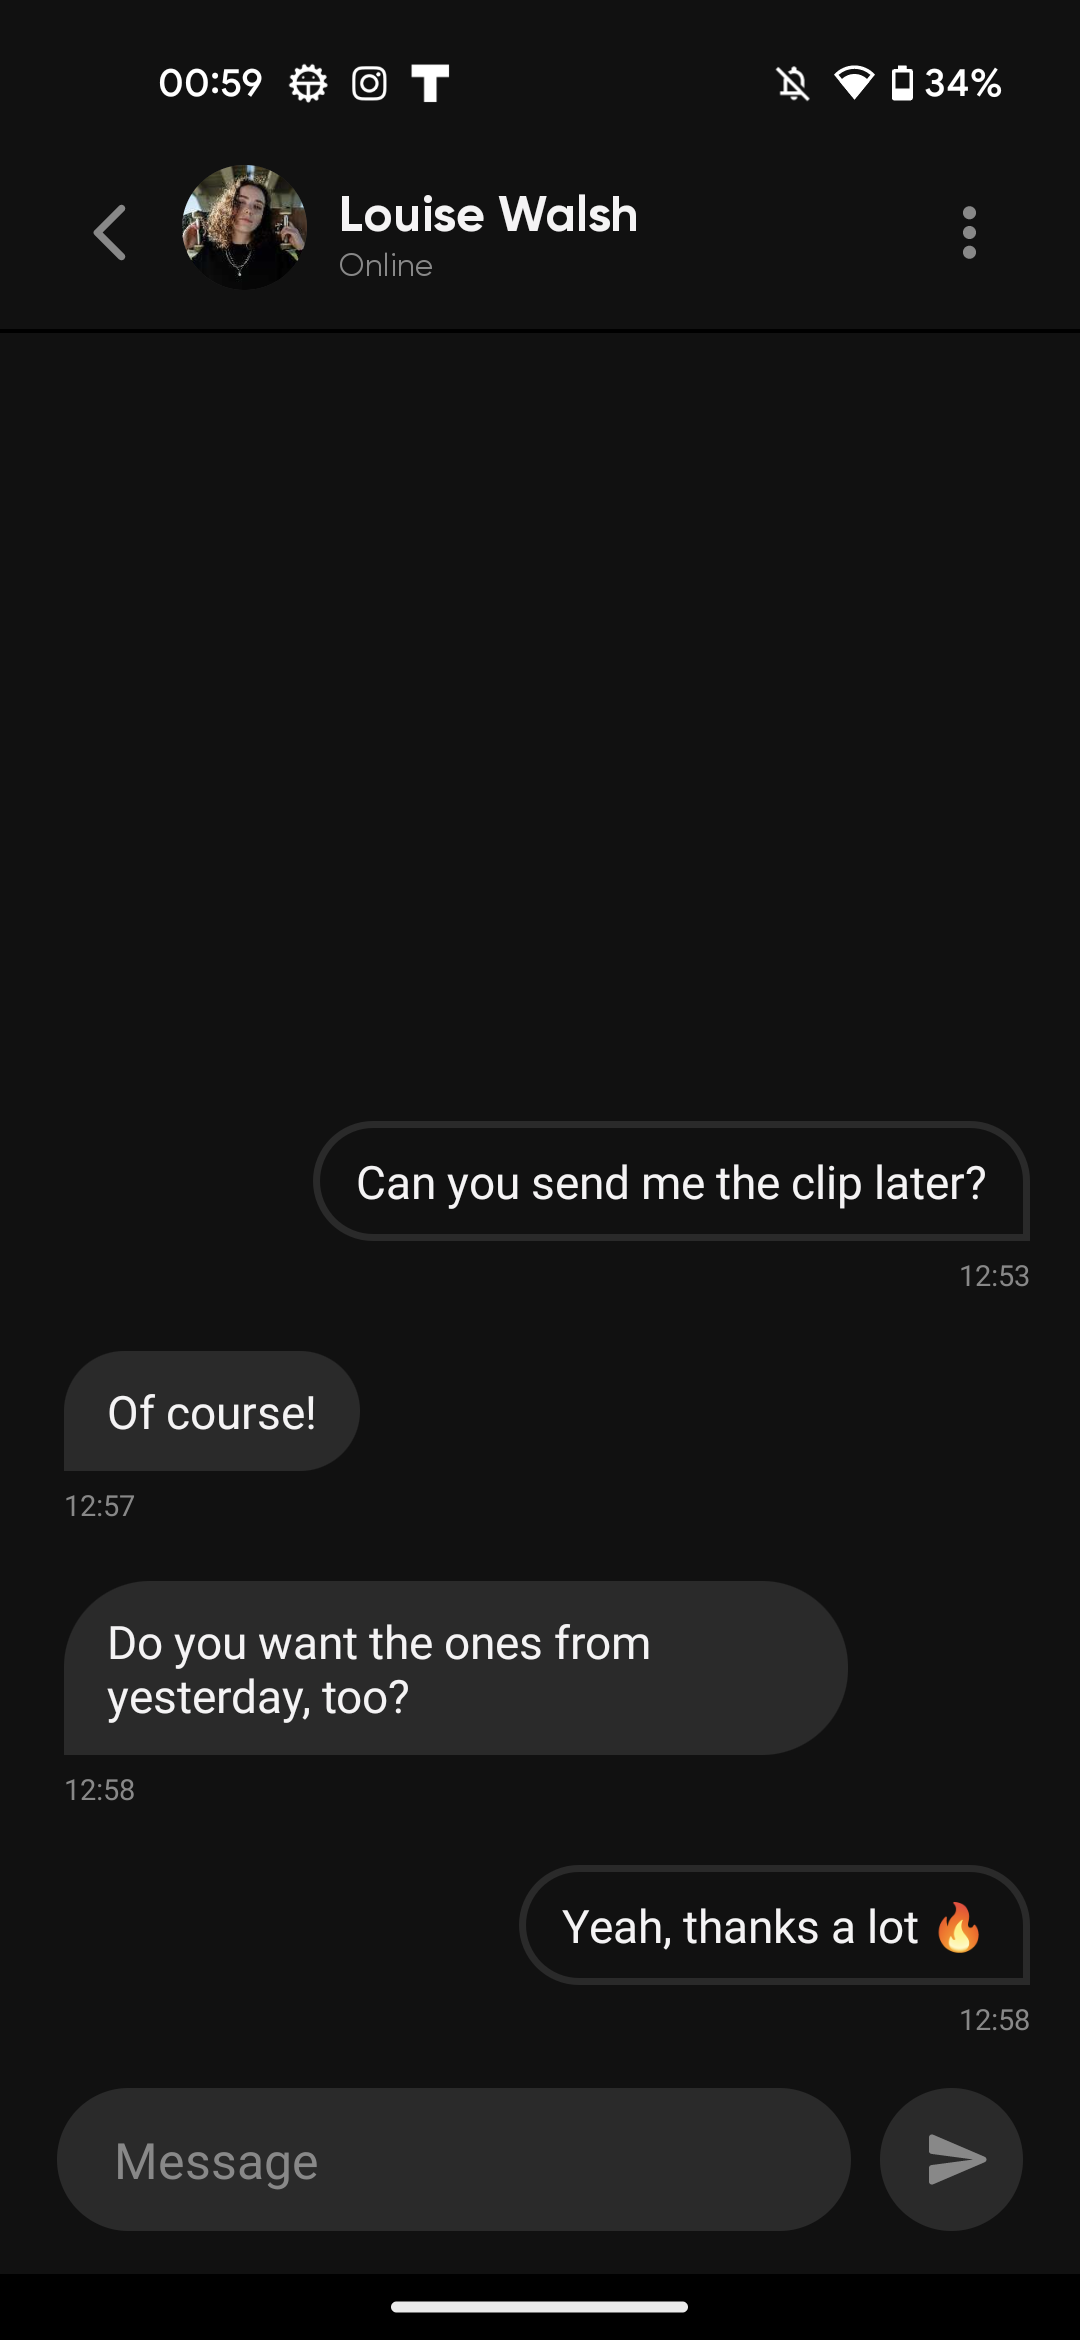 00:59
34%
Louise Walsh
Online
Can you send me the clip later?
12:53
Of course!
12:57
Do you want the ones from
yesterday, too?
12:58
Yeah, thanks a lot 🔥
12:58
Message